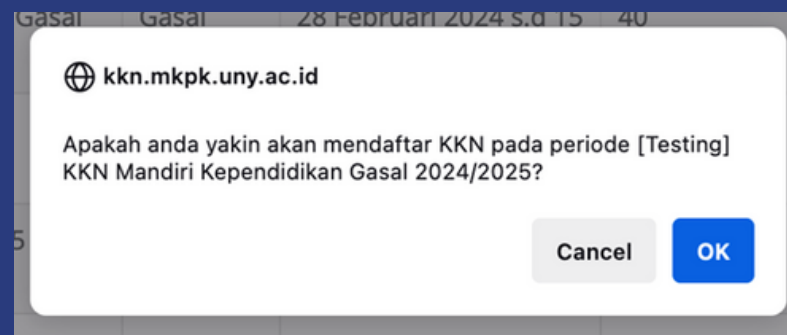 Gasal Gasal 28 Februari 2024 s.d 15 40
kkn.mkpk.uny.ac.id
Apakah anda yakin akan mendaftar KKN pada periode [Testing]
KKN Mandiri Kependidikan Gasal 2024/2025?
5
Cancel OK